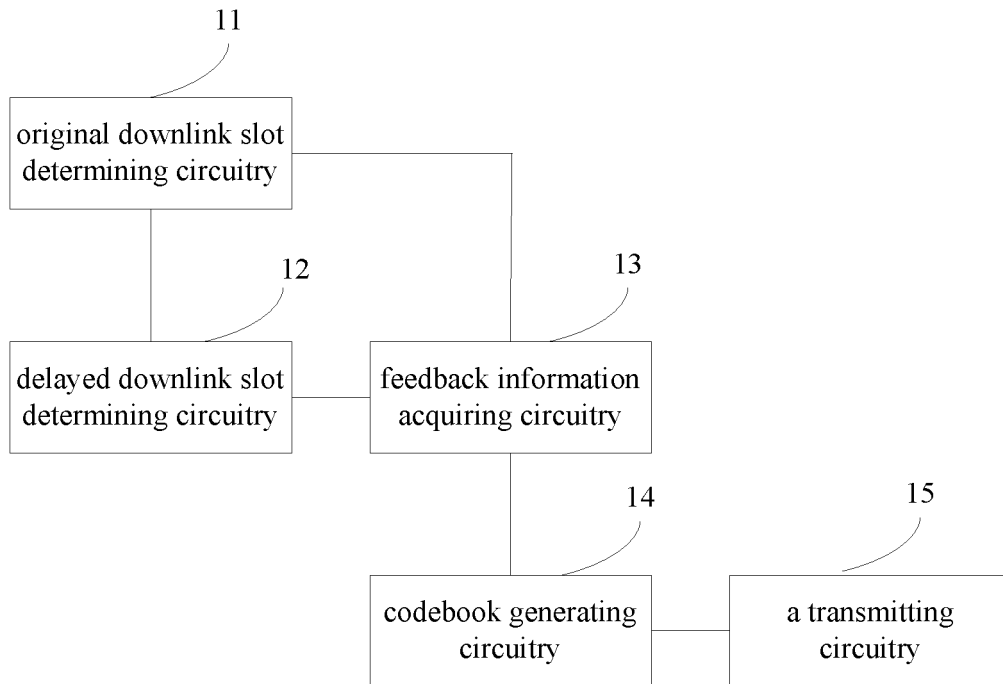 11
original downlink slot
determining circuitry
12
13
delayed downlink slot
determining circuitry
feedback information
acquiring circuitry
14
15
codebook generating
circuitry
a transmitting
circuitry